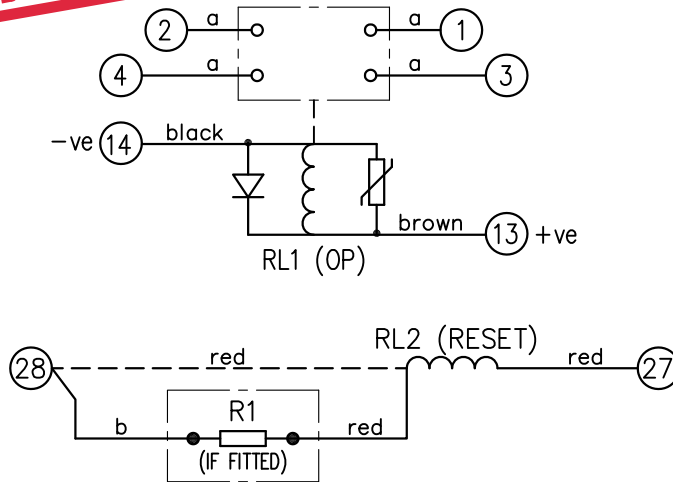 2 a a 1
4 a a 3
-ve 14 black
brown 13 +ve
RL1 (OP)
RL2 (RESET)
28 red red 27
R1
b red
(IF FITTED)